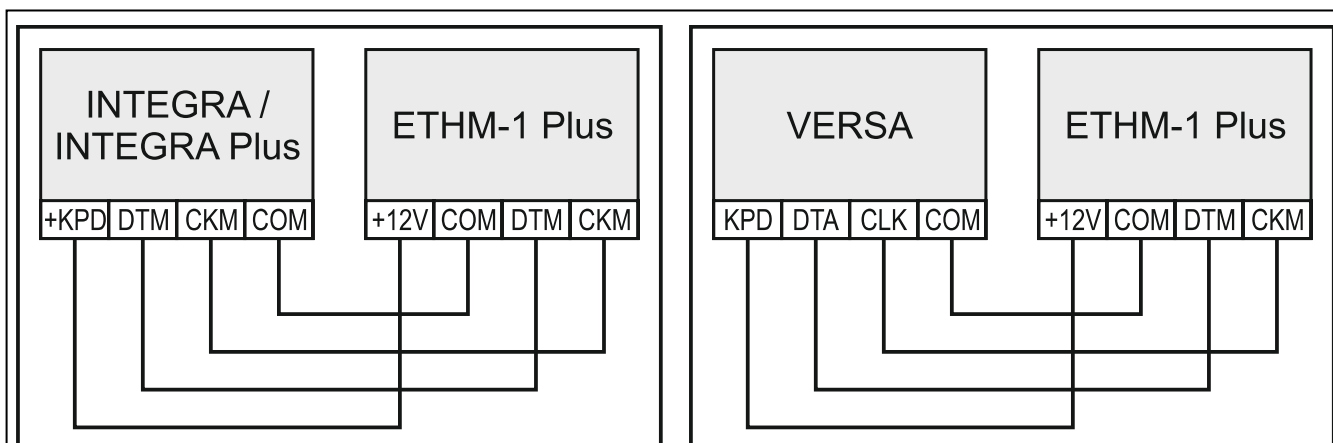 INTEGRA /
INTEGRA Plus
+KPD DTM CKM COM
ETHM-1 Plus
+12V COM DTM CKM
VERSA
KPD DTA CLK COM
ETHM-1 Plus
+12V COM DTM CKM